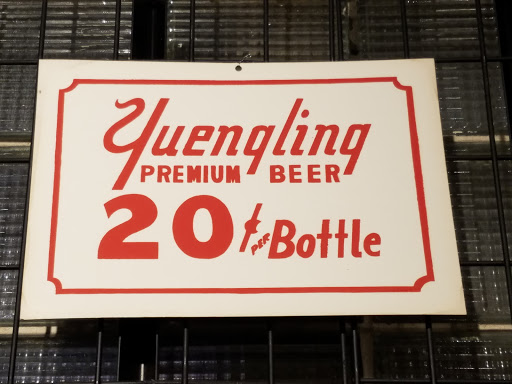 Yuengling
PREMIUM BEER
20¢ PER Bottle